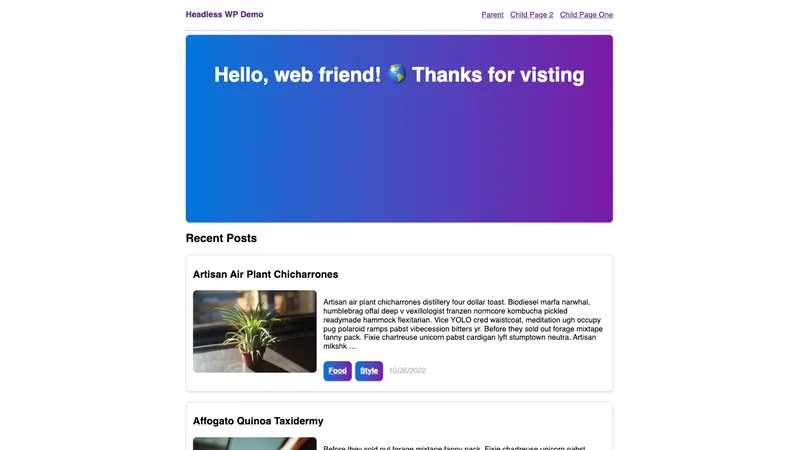 Headless WP Demo
Parent Child Page 2 Child Page One
Hello, web friend! 🌎 Thanks for visting
Recent Posts
Artisan Air Plant Chicharrones
Artisan air plant chicharrones distillery four dollar toast. Biodiesel marfa narwhal,
humblebrag offal deep v vexillologist franzen normcore kombucha pickled
readymade hammock flexitarian. Vice YOLO cred waistcoat, meditation ugh occupy
pug polaroid ramps pabst vibecession bitters yr. Before they sold out forage mixtape
fanny pack. Fixie chartreuse unicorn pabst cardigan lyft stumptown neutra. Artisan
mlkshk …
Food Style 10/26/2022
Affogato Quinoa Taxidermy
Before they sold out forage mixtape fanny pack. Fixie chartreuse unicorn pabst